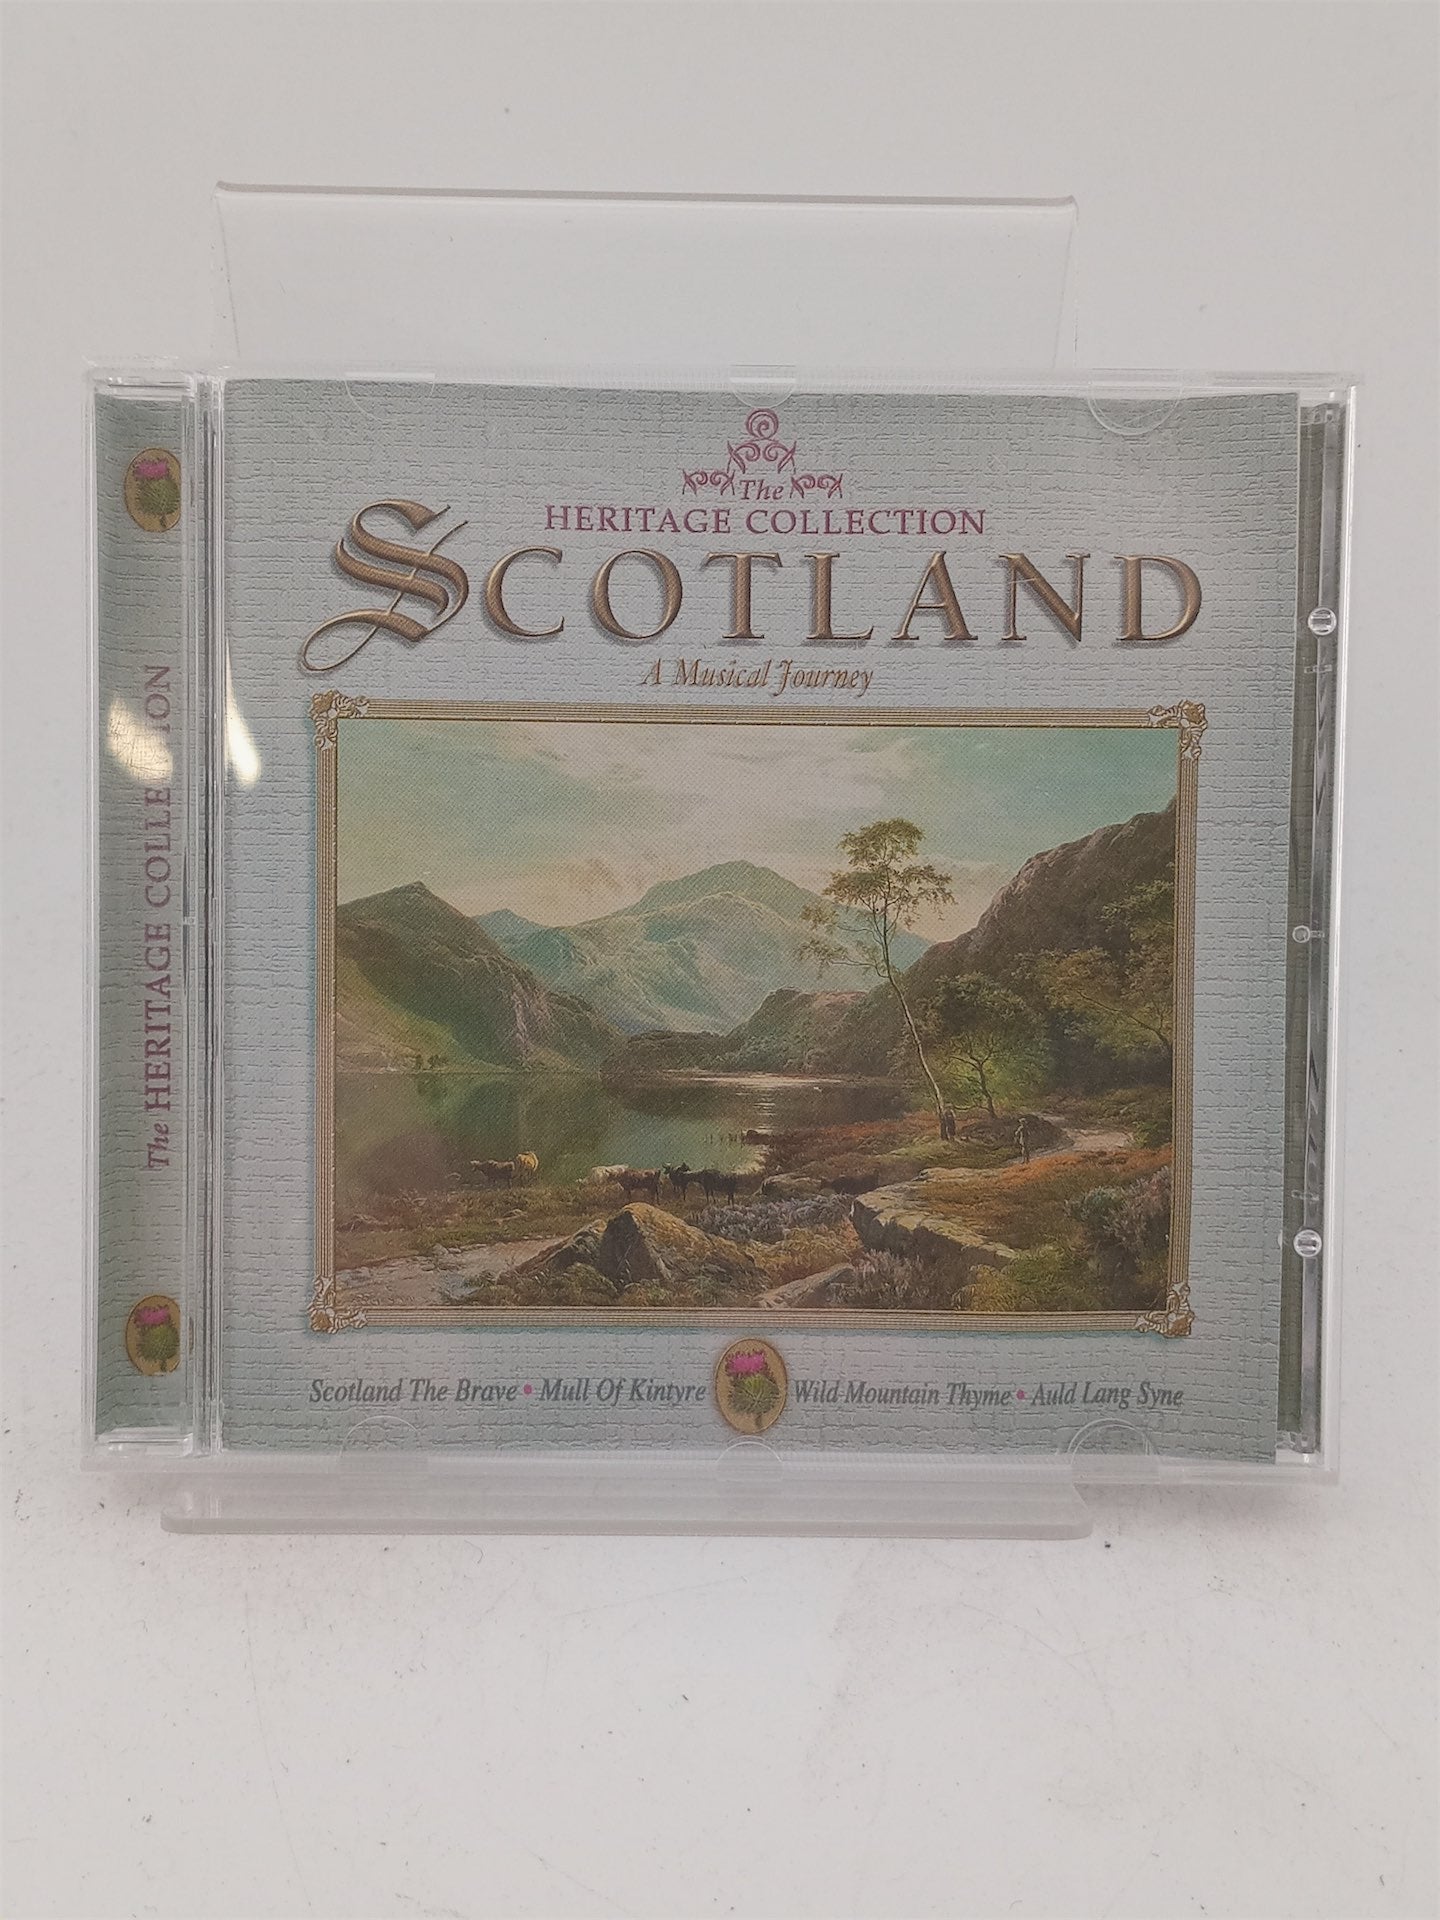 The
HERITAGE COLLECTION
SCOTLAND
A Musical Journey
Scotland The Brave • Mull Of Kintyre Wild Mountain Thyme • Auld Lang Syne
The HERITAGE COLLECTION